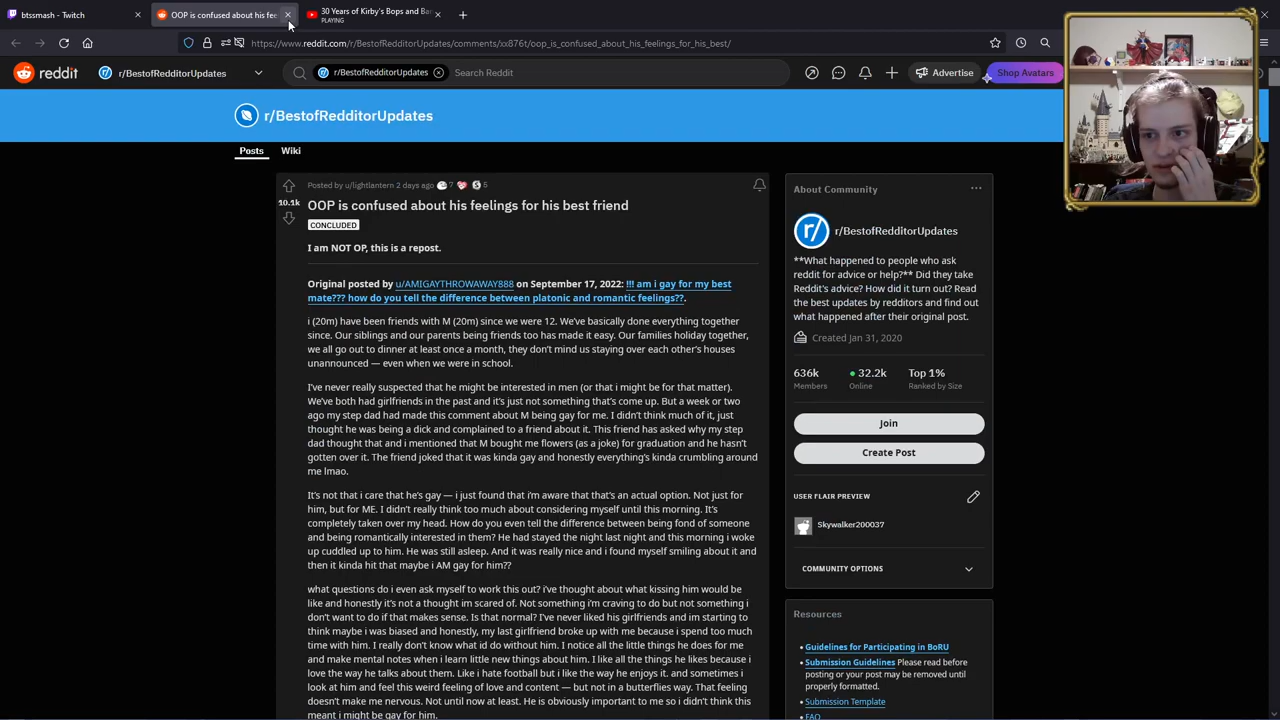 btssmash - Twitch
OOP is confused about his fee
30 Years of Kirby's Bops and Ba
PLAYING
https://www.reddit.com/r/BestofRedditorUpdates/comments/xx876t/oop_is_confused_about_his_feelings_for_his_best/
reddit
r/BestofRedditorUpdates
r/BestofRedditorUpdates
Search Reddit
Advertise
Shop Avatars
r/BestofRedditorUpdates
Posts
Wiki
Posted by u/lightlantern 2 days ago 7 5
10.1k
OOP is confused about his feelings for his best friend
CONCLUDED
I am NOT OP, this is a repost.
Original posted by u/AMIGAYTHROWAWAY888 on September 17, 2022: !!! am i gay for my best
mate??? how do you tell the difference between platonic and romantic feelings??.
i (20m) have been friends with M (20m) since we were 12. We've basically done everything together
since. Our siblings and our parents being friends too has made it easy. Our families holiday together,
we all go out to dinner at least once a month, they don't mind us staying over each other's houses
unannounced — even when we were in school.
I've never really suspected that he might be interested in men (or that i might be for that matter).
We've both had girlfriends in the past and it's just not something that's come up. But a week or two
ago my step dad had made this comment about M being gay for me. I didn't think much of it, just
thought he was being a dick and complained to a friend about it. This friend has asked why my step
dad thought that and i mentioned that M bought me flowers (as a joke) for graduation and he hasn't
gotten over it. The friend joked that it was kinda gay and honestly everything's kinda crumbling around
me lmao.
It's not that i care that he's gay — i just found that i'm aware that that's an actual option. Not just for
him, but for ME. I didn't really think too much about considering myself until this morning. It's
completely taken over my head. How do you even tell the difference between being fond of someone
and being romantically interested in them? He had stayed the night last night and this morning i woke
up cuddled up to him. He was still asleep. And it was really nice and i found myself smiling about it and
then it kinda hit that maybe i AM gay for him??
what questions do i even ask myself to work this out? i've thought about what kissing him would be
like and honestly it's not a thought im scared of. Not something i'm craving to do but not something i
don't want to do if that makes sense. Is that normal? I've never liked his girlfriends and im starting to
think maybe i was biased and honestly, my last girlfriend broke up with me because i spend too much
time with him. I really don't know what id do without him. I notice all the little things he does for me
and make mental notes when i learn little new things about him. I like all the things he likes because i
love the way he talks about them. Like i hate football but i like the way he enjoys it. and sometimes i
look at him and feel this weird feeling of love and content — but not in a butterflies way. That feeling
doesn't make me nervous. Not until now at least. He is obviously important to me so i didn't think this
meant i might be gay for him.
About Community
r/BestofRedditorUpdates
**What happened to people who ask
reddit for advice or help?** Did they take
Reddit's advice? How did it turn out? Read
the best updates by redditors and find out
what happened after their original post.
Created Jan 31, 2020
636k
Members
32.2k
Online
Top 1%
Ranked by Size
Join
Create Post
USER FLAIR PREVIEW
Skywalker200037
COMMUNITY OPTIONS
Resources
• Guidelines for Participating in BoRU
• Submission Guidelines Please read before
posting or your post may be removed until
properly formatted.
• Submission Template
• FAQ